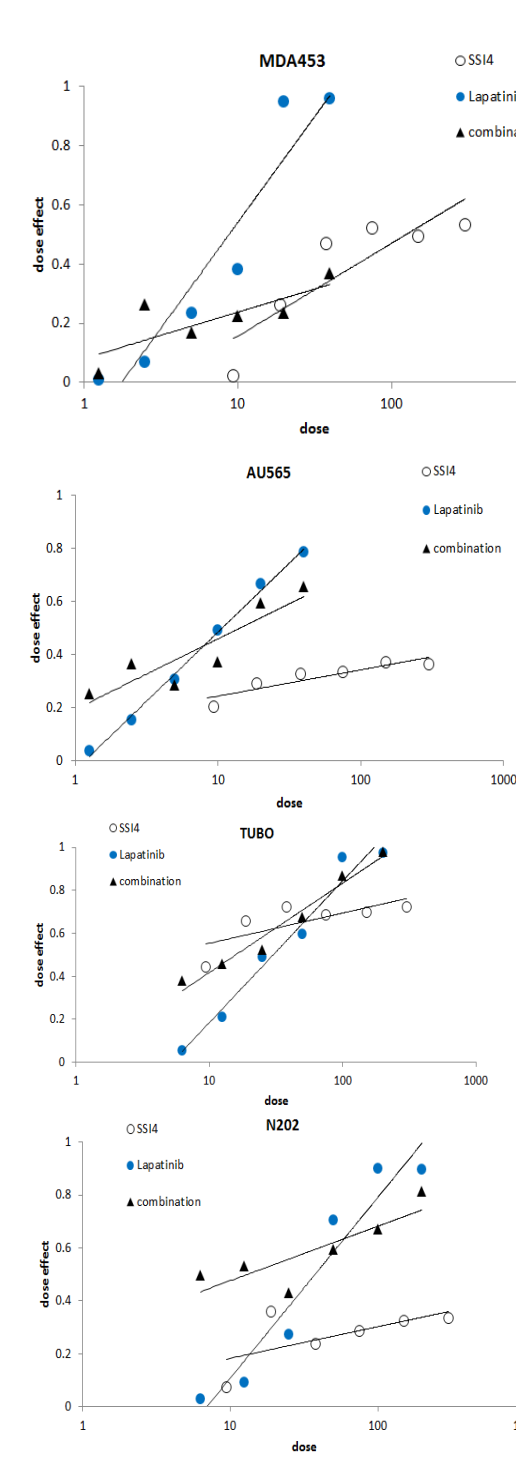 MDA453
SSI4
Lapatini
combina
1
0.8
0.6
0.4
0.2
0
dose effect
1 10 100
dose
AU565
SSI4
Lapatinib
combination
1
0.8
0.6
0.4
0.2
0
dose effect
1 10 100 1000
dose
TUBO
SSI4
Lapatinib
combination
1
0.8
0.6
0.4
0.2
0
dose effect
1 10 100 1000
dose
N202
SSI4
Lapatinib
combination
1
0.8
0.6
0.4
0.2
0
dose effect
1 10 100 1
dose